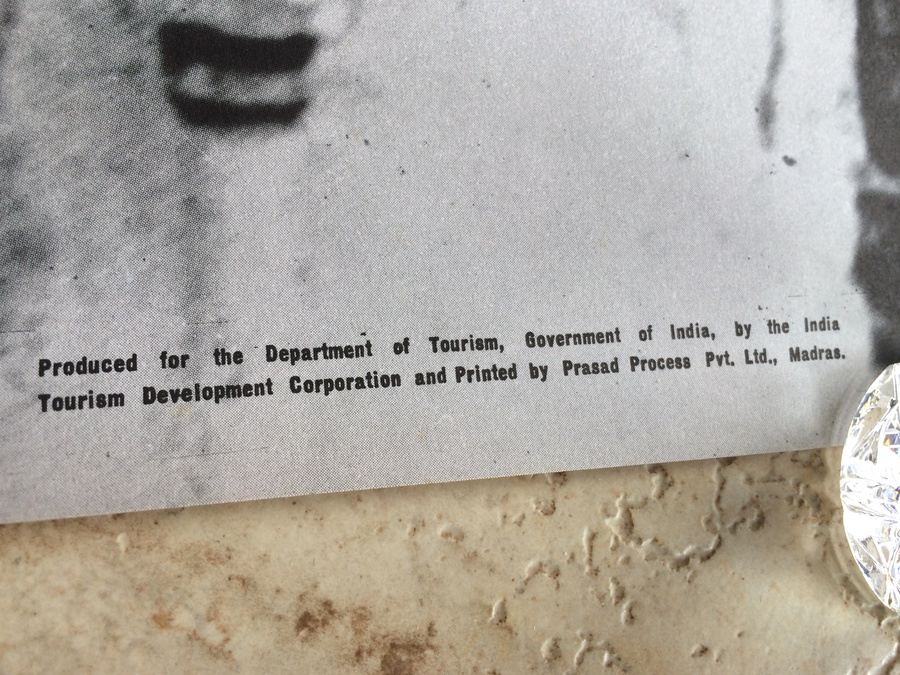 Produced for the Department of Tourism, Government of India, by the India
Tourism Development Corporation and Printed by Prasad Process Pvt. Ltd., Madras.